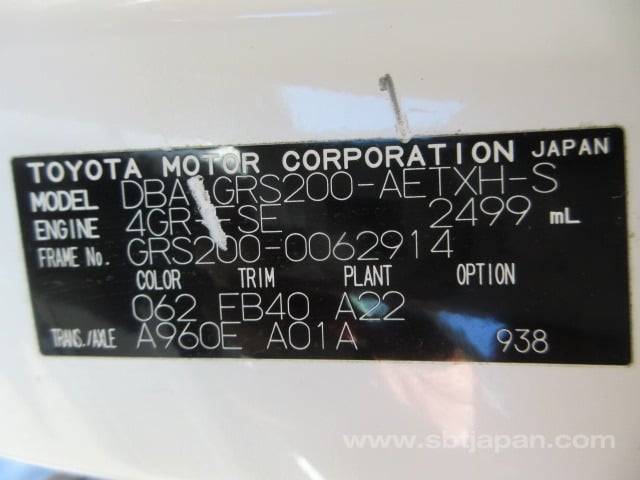 TOYOTA MOTOR CORPORATION JAPAN
MODEL DBA-GRS200-AETXH-S
ENGINE 4GR-FSE 2499 mL
FRAME No. GRS200-0062914
COLOR TRIM PLANT OPTION
062 FB40 A22
TRANS./AXLE A960E A01A 938
www.sbtjapan.com